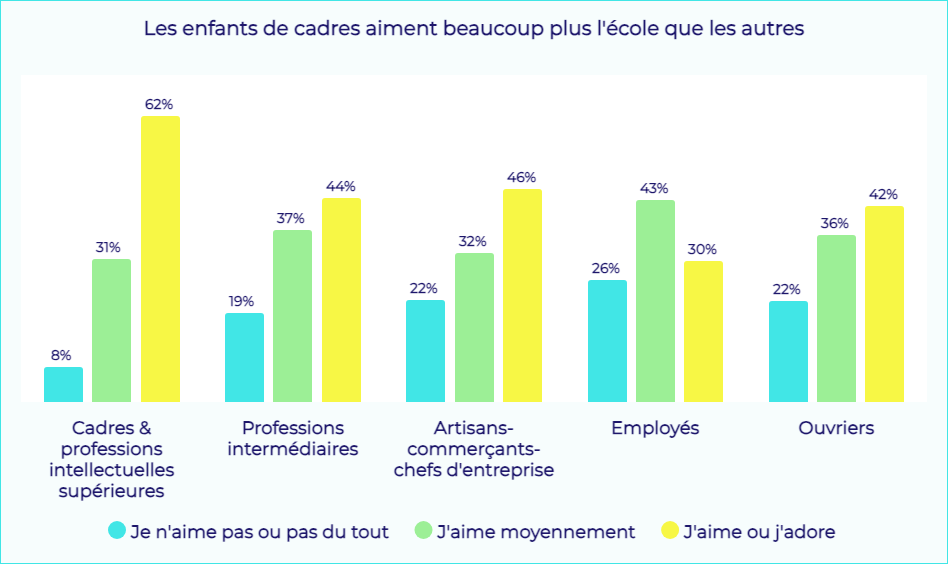 Les enfants de cadres aiment beaucoup plus l'école que les autres
8%
31%
62%
19%
37%
44%
22%
32%
46%
26%
43%
30%
22%
36%
42%
Cadres &
professions
intellectuelles
supérieures
Professions
intermédiaires
Artisans-
commerçants-
chefs d'entreprise
Employés
Ouvriers
Je n'aime pas ou pas du tout
J'aime moyennement
J'aime ou j'adore